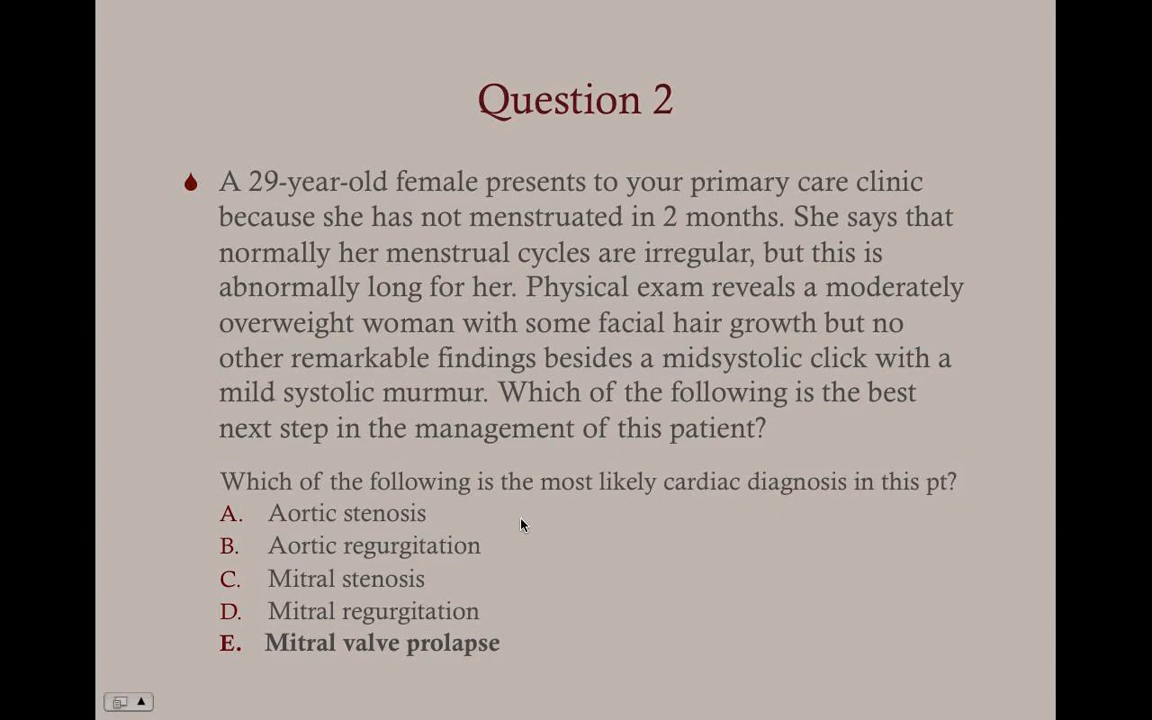 Question 2
A 29-year-old female presents to your primary care clinic
because she has not menstruated in 2 months. She says that
normally her menstrual cycles are irregular, but this is
abnormally long for her. Physical exam reveals a moderately
overweight woman with some facial hair growth but no
other remarkable findings besides a midsystolic click with a
mild systolic murmur. Which of the following is the best
next step in the management of this patient?
Which of the following is the most likely cardiac diagnosis in this pt?
A. Aortic stenosis
B. Aortic regurgitation
C. Mitral stenosis
D. Mitral regurgitation
E. Mitral valve prolapse